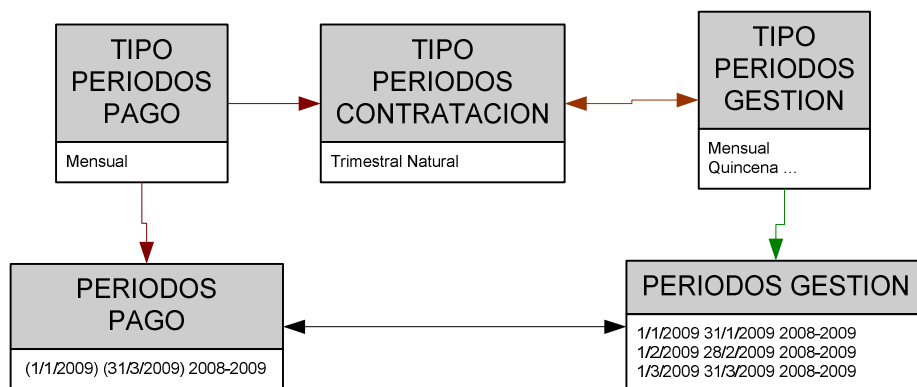 TIPO
PERIODOS
PAGO
Mensual
TIPO
PERIODOS
CONTRATACION
Trimestral Natural
TIPO
PERIODOS
GESTION
Mensual
Quincena ...
PERIODOS
PAGO
(1/1/2009) (31/3/2009) 2008-2009
PERIODOS GESTION
1/1/2009 31/1/2009 2008-2009
1/2/2009 28/2/2009 2008-2009
1/3/2009 31/3/2009 2008-2009